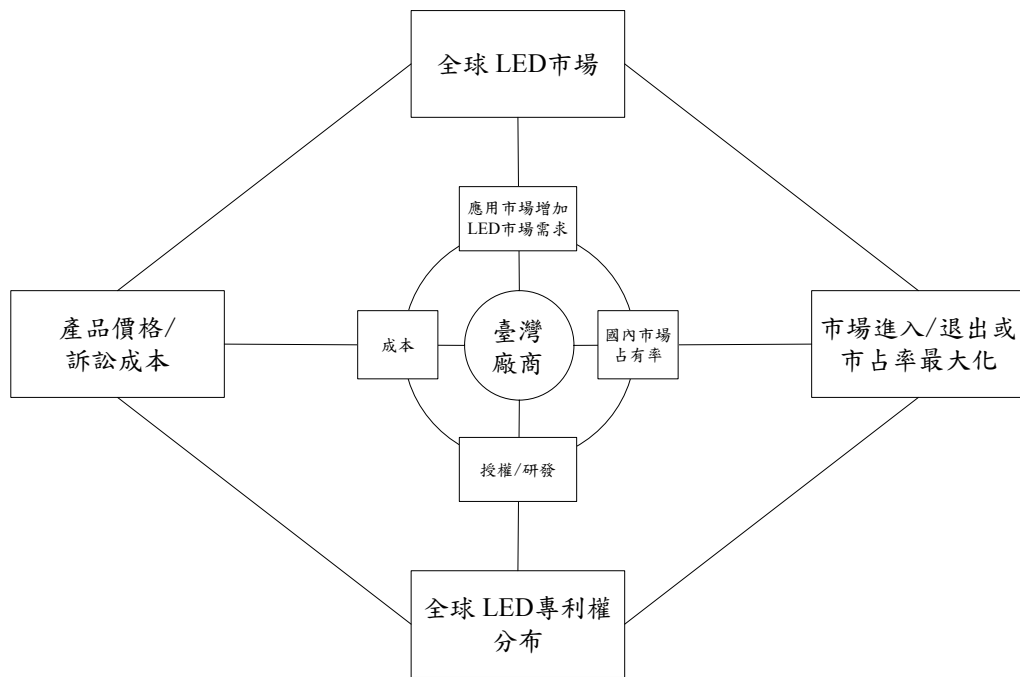 全球 LED市場
應用市場增加
LED市場需求
產品價格/
訴訟成本
成本
臺灣
廠商
國內市場
占有率
市場進入/退出或
市占率最大化
授權/研發
全球 LED專利權
分布